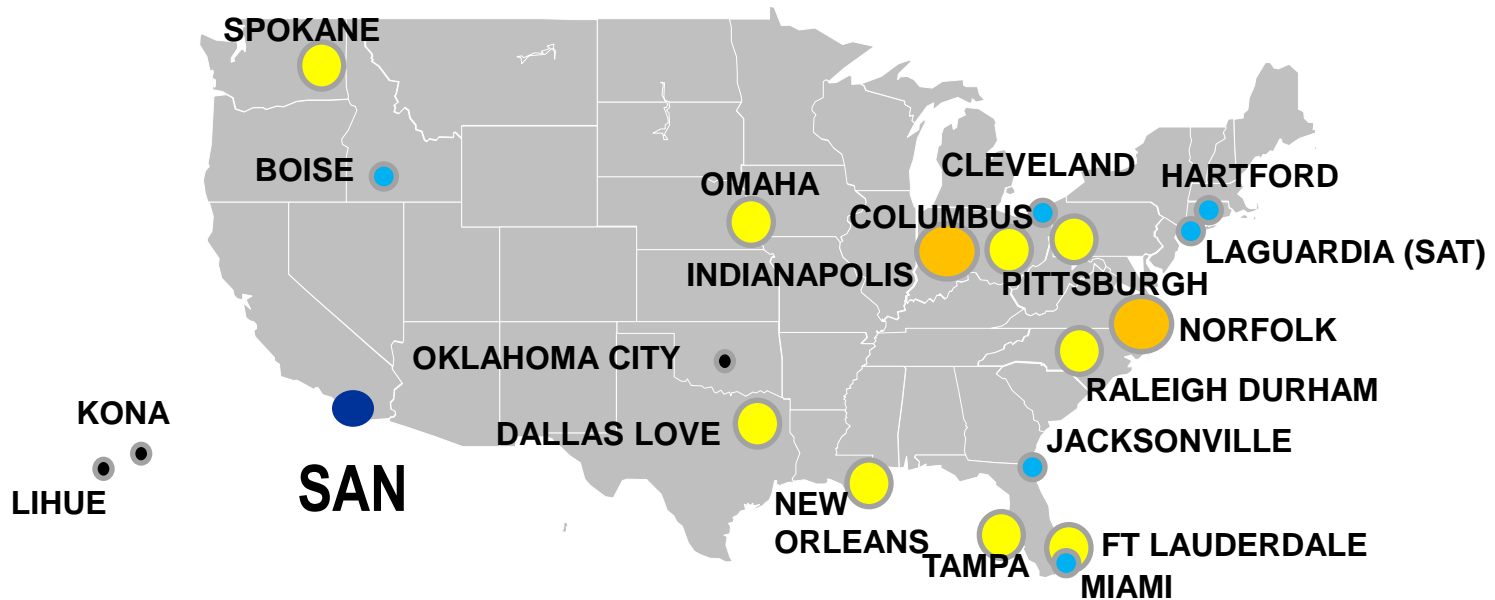 SPOKANE
BOISE
OMAHA
CLEVELAND
HARTFORD
COLUMBUS
LAGUARDIA (SAT)
INDIANAPOLIS
PITTSBURGH
NORFOLK
OKLAHOMA CITY
RALEIGH DURHAM
KONA
DALLAS LOVE
JACKSONVILLE
LIHUE
SAN
NEW
ORLEANS
TAMPA
FT LAUDERDALE
MIAMI